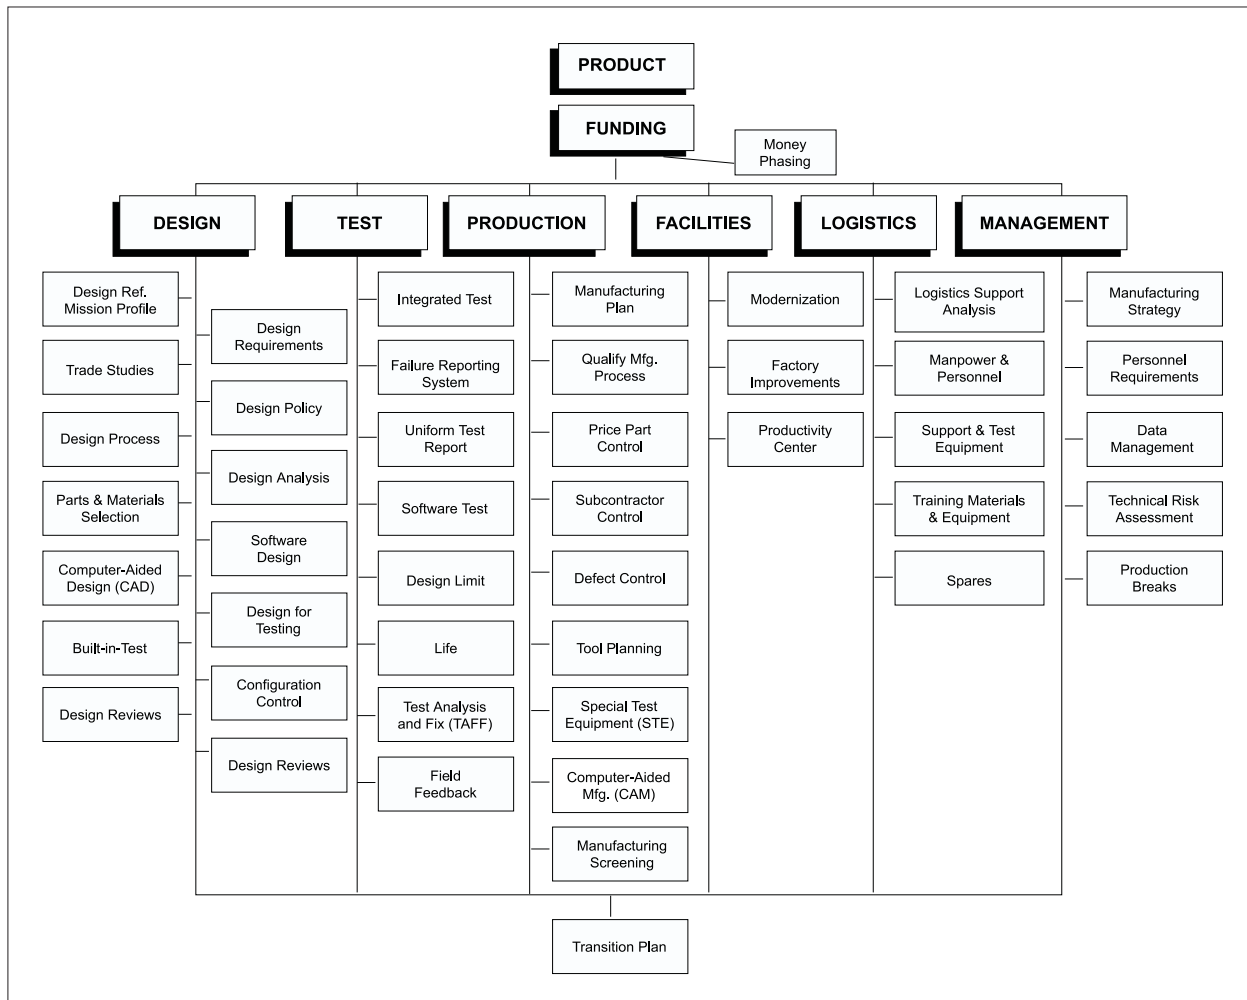 PRODUCT
FUNDING
Money
Phasing
DESIGN
TEST
PRODUCTION
FACILITIES
LOGISTICS
MANAGEMENT
Design Ref.
Mission Profile
Trade Studies
Design Process
Parts & Materials
Selection
Computer-Aided
Design (CAD)
Built-in-Test
Design Reviews
Design
Requirements
Design Policy
Design Analysis
Software
Design
Design for
Testing
Configuration
Control
Design Reviews
Integrated Test
Failure Reporting
System
Uniform Test
Report
Software Test
Design Limit
Life
Test Analysis
and Fix (TAFF)
Field
Feedback
Manufacturing
Plan
Qualify Mfg.
Process
Price Part
Control
Subcontractor
Control
Defect Control
Tool Planning
Special Test
Equipment (STE)
Computer-Aided
Mfg. (CAM)
Manufacturing
Screening
Modernization
Factory
Improvements
Productivity
Center
Logistics Support
Analysis
Manpower &
Personnel
Support & Test
Equipment
Training Materials
& Equipment
Spares
Manufacturing
Strategy
Personnel
Requirements
Data
Management
Technical Risk
Assessment
Production
Breaks
Transition Plan